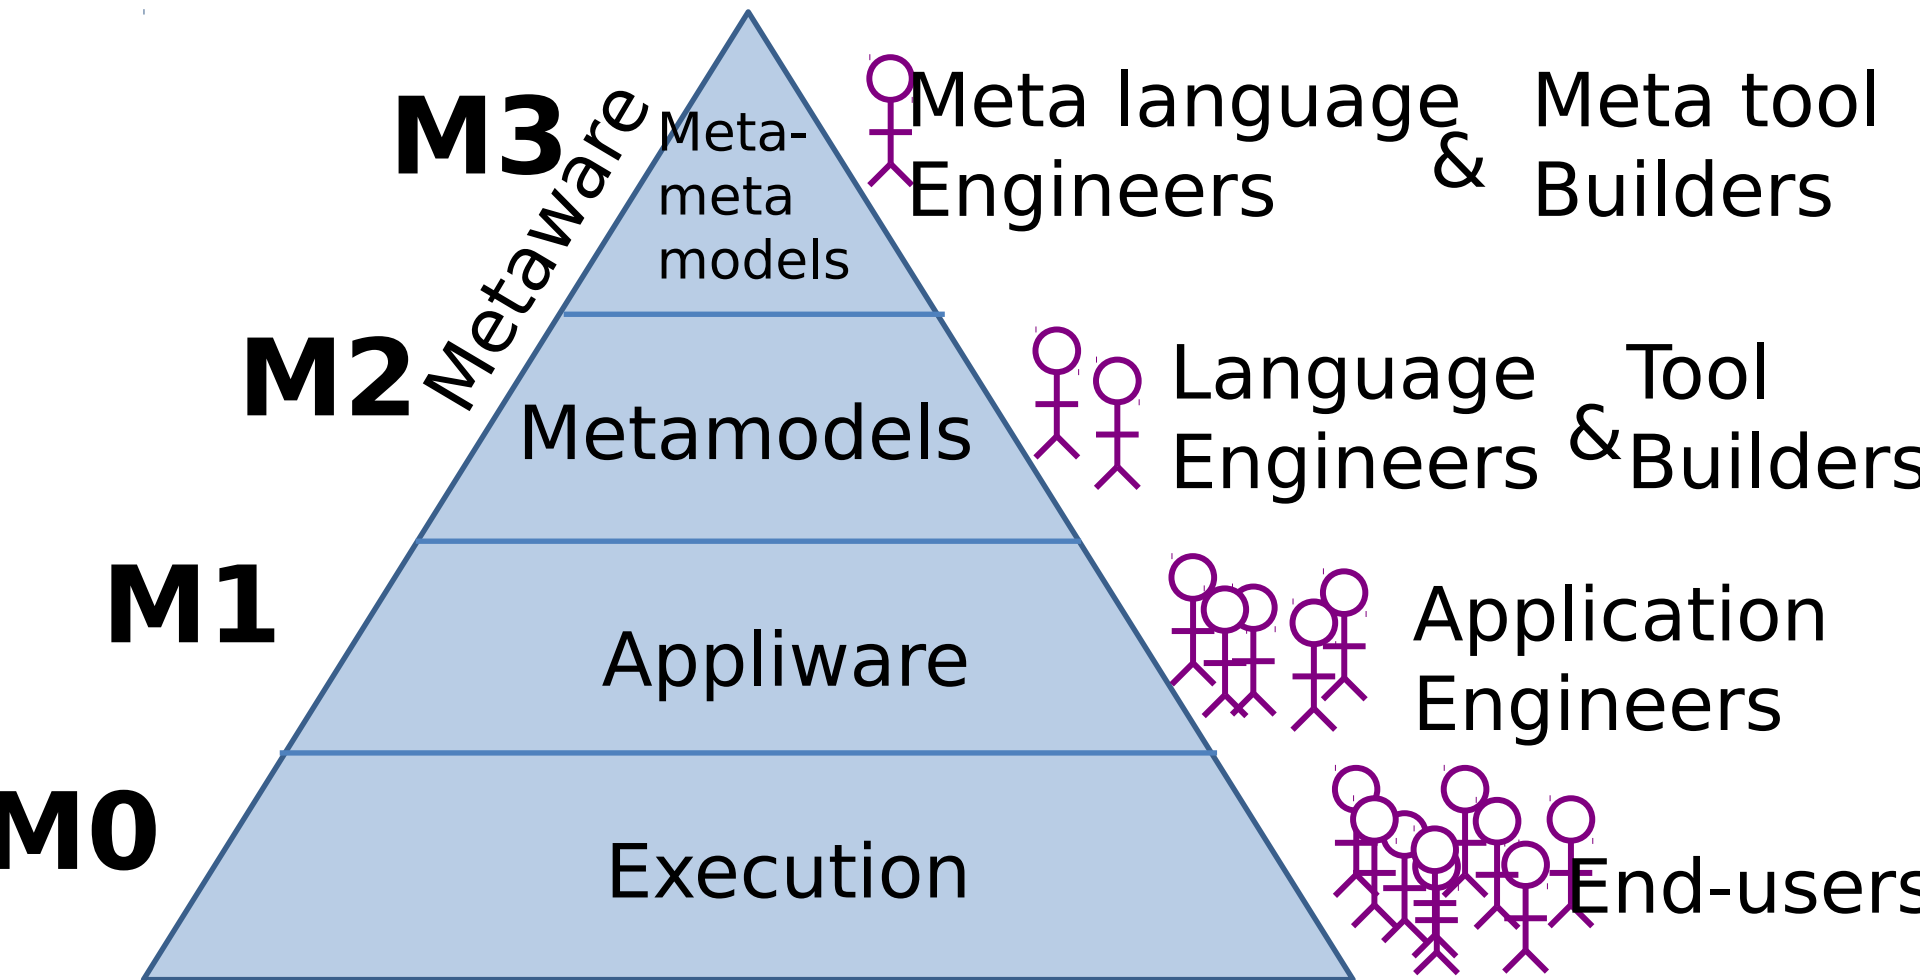 M3
Metaware
Meta-
meta
models
Meta language
Engineers
&
Meta tool
Builders
M2
Metamodels
Language
Engineers
&
Tool
Builders
M1
Appliware
Application
Engineers
M0
Execution
End-users